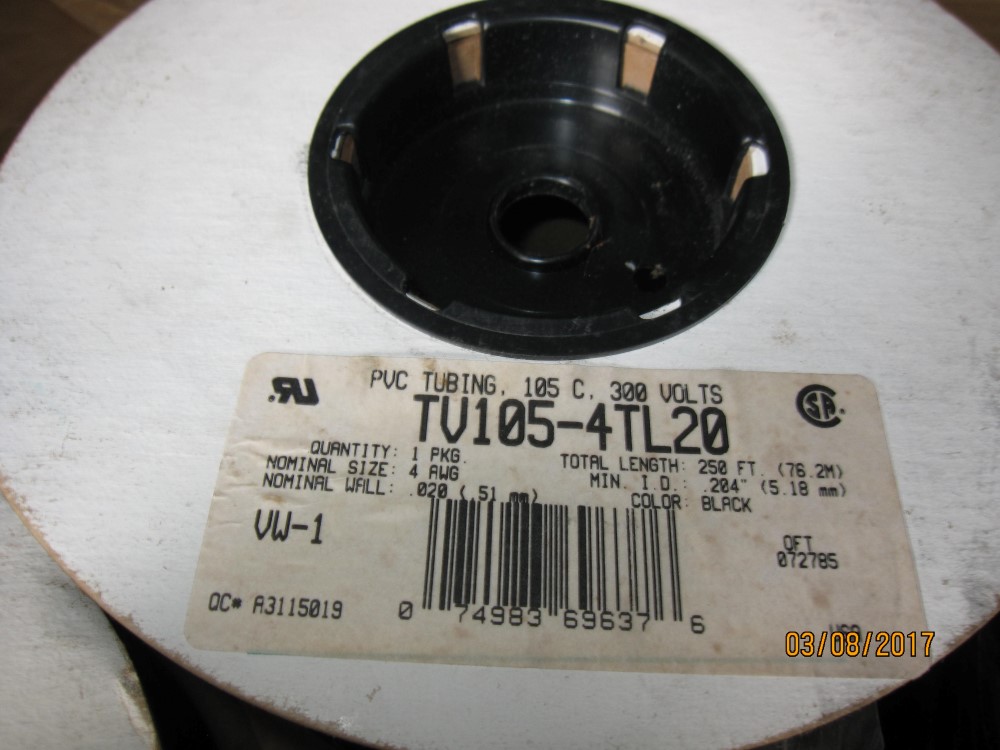 PVC TUBING, 105 C, 300 VOLTS
TV105-4TL20
QUANTITY: 1 PKG.
NOMINAL SIZE: 4 AWG
NOMINAL WALL: .020 (.51 mm)
TOTAL LENGTH: 250 FT. (76.2M)
MIN. I.D.: .204" (5.18 mm)
COLOR: BLACK
VW-1
QFT
072785
QC# A3115019
0 74983 69637 6
USA
03/08/2017